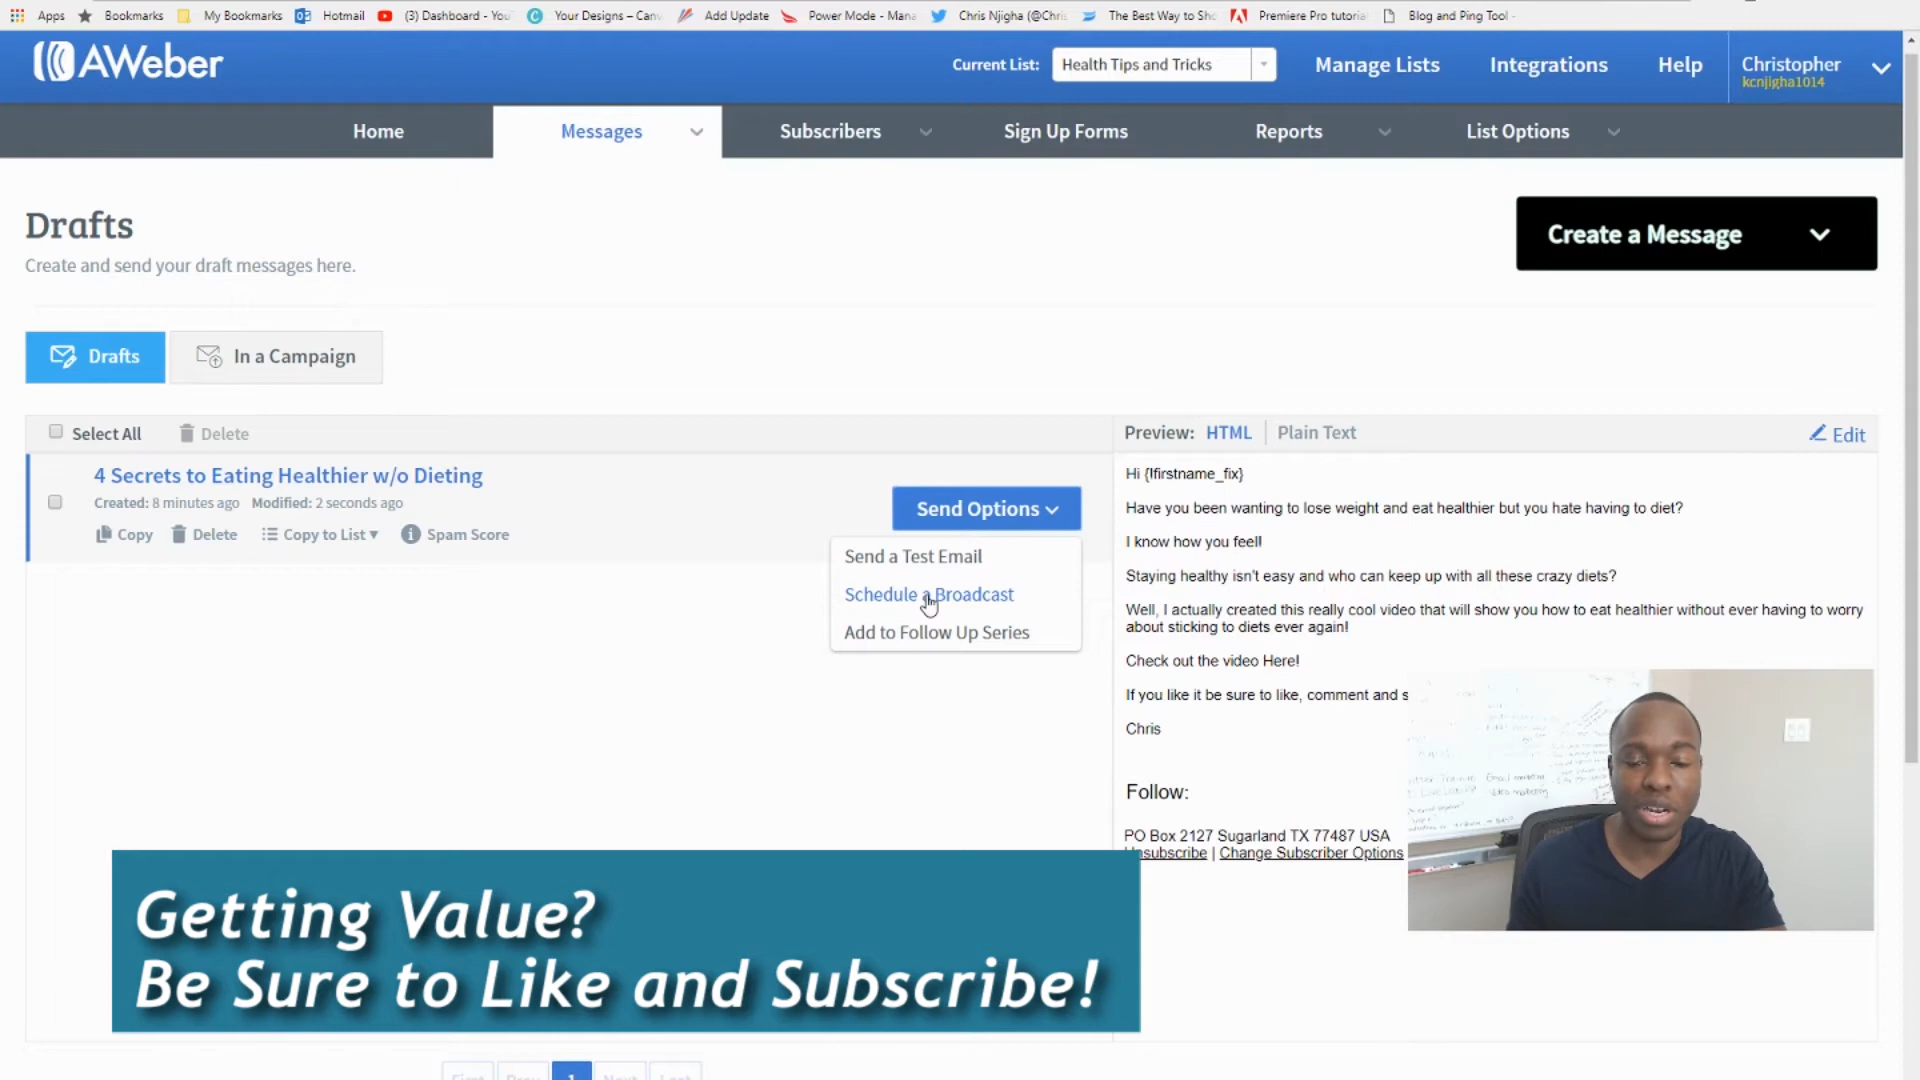 Apps Bookmarks My Bookmarks Hotmail (3) Dashboard - You Your Designs – Canv Add Update Power Mode - Mana Chris Njigha (@Chris The Best Way to Sho Premiere Pro tutoria Blog and Ping Tool -
AWeber
Current List: Health Tips and Tricks Manage Lists Integrations Help Christopher
kcnjigha1014
Home Messages Subscribers Sign Up Forms Reports List Options
Drafts
Create and send your draft messages here.
Create a Message
Drafts In a Campaign
Select All Delete
4 Secrets to Eating Healthier w/o Dieting
Created: 8 minutes ago Modified: 2 seconds ago
Copy Delete Copy to List ▾ Spam Score
Send Options
Send a Test Email
Schedule a Broadcast
Add to Follow Up Series
Preview: HTML Plain Text Edit
Hi {!firstname_fix}
Have you been wanting to lose weight and eat healthier but you hate having to diet?
I know how you feel!
Staying healthy isn't easy and who can keep up with all these crazy diets?
Well, I actually created this really cool video that will show you how to eat healthier without ever having to worry
about sticking to diets ever again!
Check out the video Here!
If you like it be sure to like, comment and s
Chris
Follow:
PO Box 2127 Sugarland TX 77487 USA
Unsubscribe | Change Subscriber Options
Getting Value?
Be Sure to Like and Subscribe!
First Prev 1 Next Last